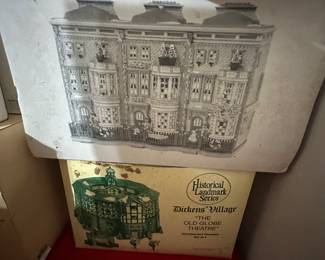 Historical
Landmark
Series
Dickens' Village
"THE
OLD GLOBE
THEATRE"